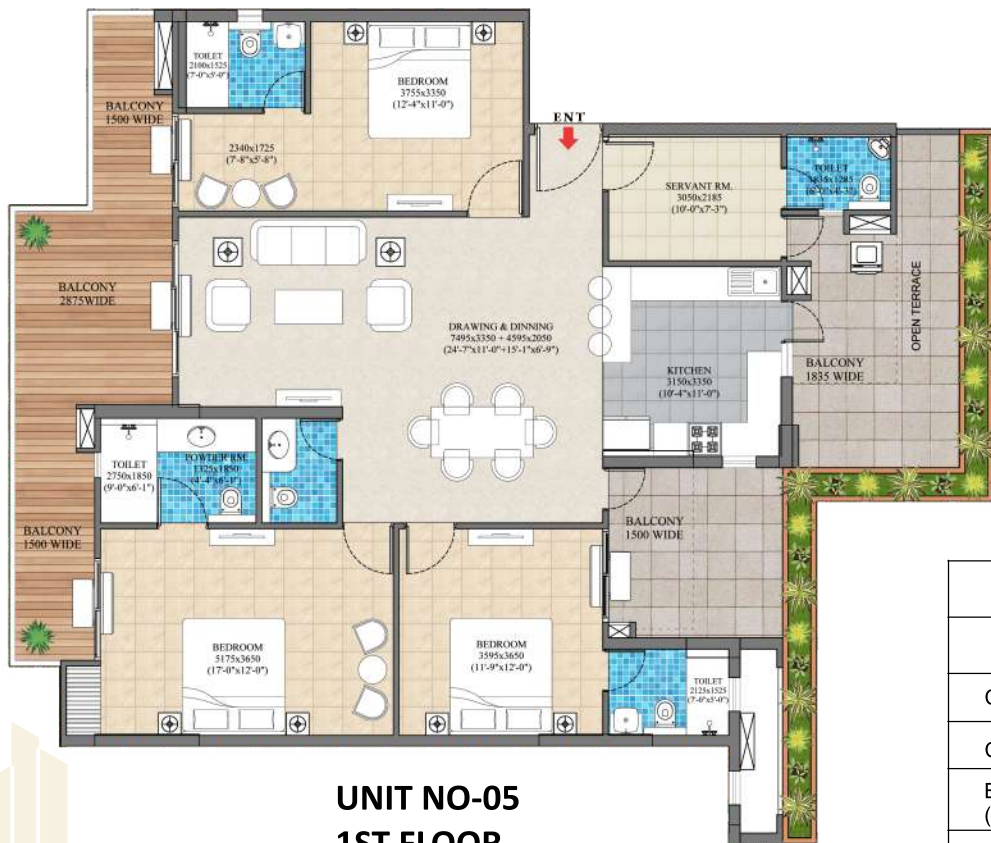 TOILET
2100x1525
(7'-0"x5'-0")
BEDROOM
3755x3350
(12'-4"x11'-0")
BALCONY
1500 WIDE
2340x1725
(7'-8"x5'-8")
ENT
SERVANT RM.
3050x2185
(10'-0"x7'-3")
TOILET
1835x1285
OPEN TERRACE
BALCONY
2875WIDE
DRAWING & DINNING
7495x3350 + 4595x2050
(24'-7"x11'-0"+15'-1"x6'-9")
KITCHEN
3150x3350
(10'-4"x11'-0")
BALCONY
1835 WIDE
TOILET
2750x1850
(9'-0"x6'-1")
POWDER RM.
1325x1850
(4'-4"x6'-1")
BALCONY
1500 WIDE
BALCONY
1500 WIDE
BEDROOM
5175x3650
(17'-0"x12'-0")
BEDROOM
3595x3650
(11'-9"x12'-0")
TOILET
2125x1525
(7'-0"x5'-0")
UNIT NO-05
1ST FLOOR